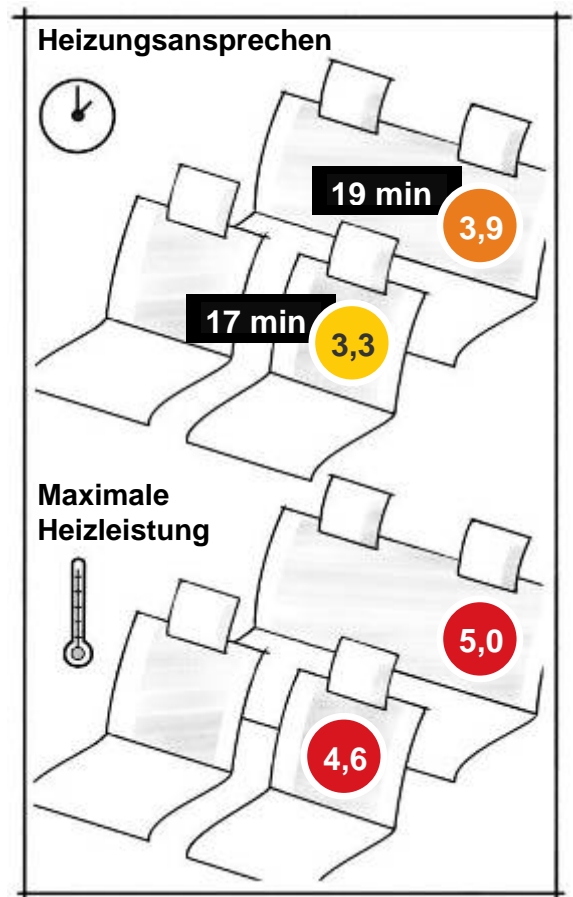 Heizungsansprechen
19 min
3,9
17 min
3,3
Maximale
Heizleistung
5,0
4,6